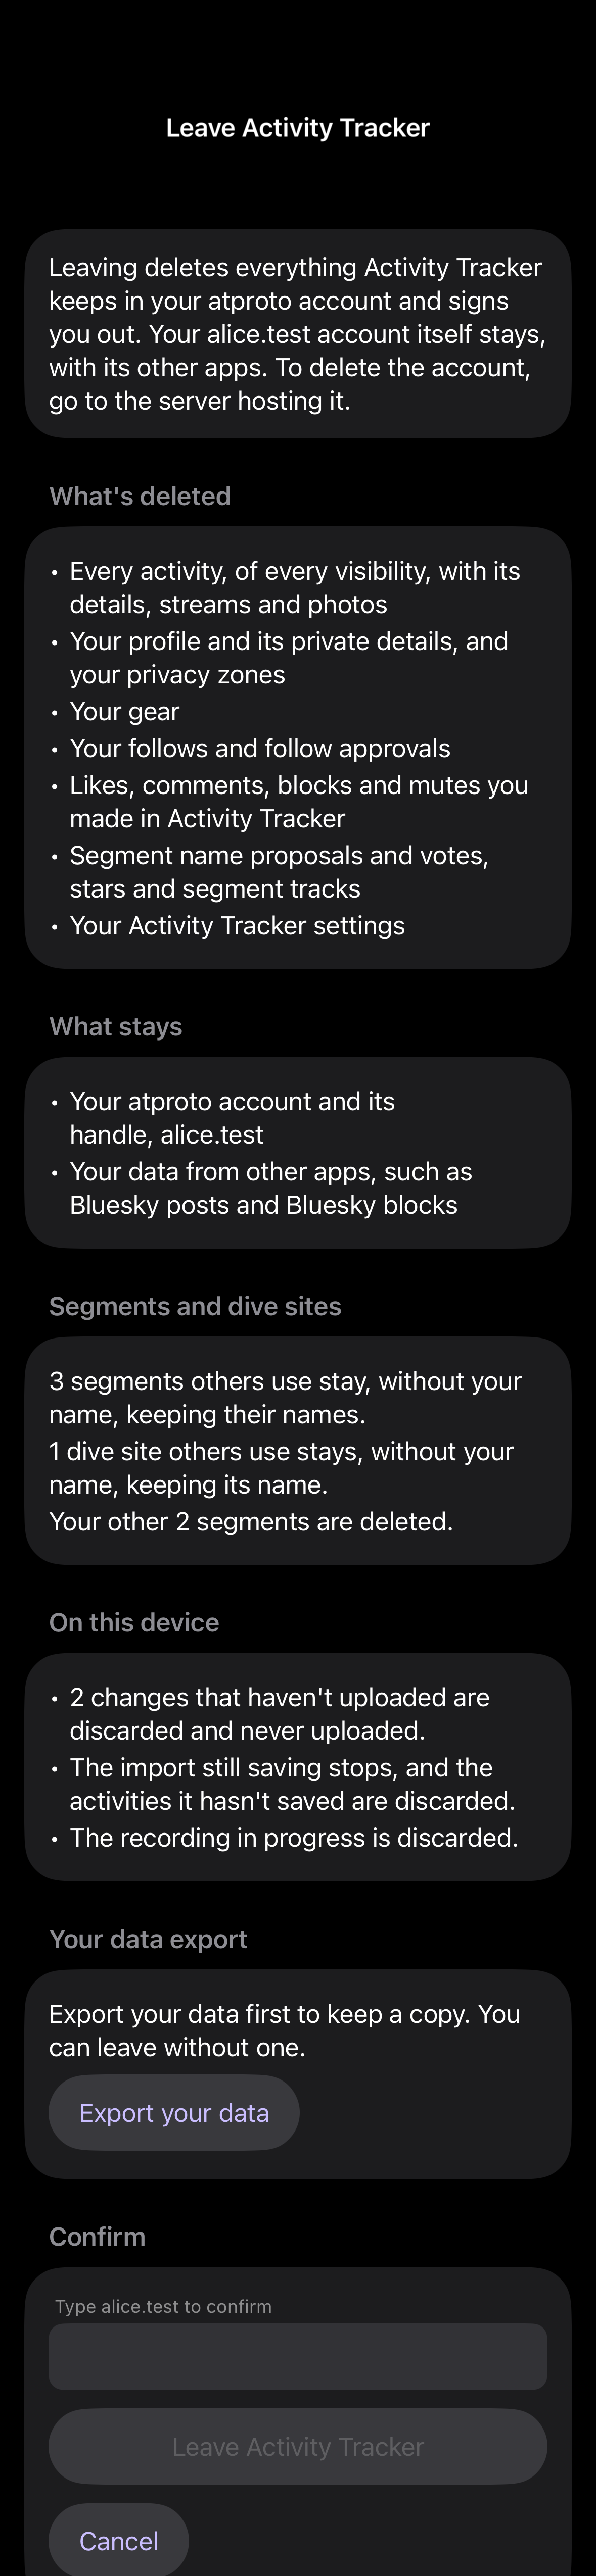 Leave Activity Tracker
Leaving deletes everything Activity Tracker
keeps in your atproto account and signs
you out. Your alice.test account itself stays,
with its other apps. To delete the account,
go to the server hosting it.
What's deleted
• Every activity, of every visibility, with its
details, streams and photos
• Your profile and its private details, and
your privacy zones
• Your gear
• Your follows and follow approvals
• Likes, comments, blocks and mutes you
made in Activity Tracker
• Segment name proposals and votes,
stars and segment tracks
• Your Activity Tracker settings
What stays
• Your atproto account and its
handle, alice.test
• Your data from other apps, such as
Bluesky posts and Bluesky blocks
Segments and dive sites
3 segments others use stay, without your
name, keeping their names.
1 dive site others use stays, without your
name, keeping its name.
Your other 2 segments are deleted.
On this device
• 2 changes that haven't uploaded are
discarded and never uploaded.
• The import still saving stops, and the
activities it hasn't saved are discarded.
• The recording in progress is discarded.
Your data export
Export your data first to keep a copy. You
can leave without one.
Export your data
Confirm
Type alice.test to confirm
Leave Activity Tracker
Cancel